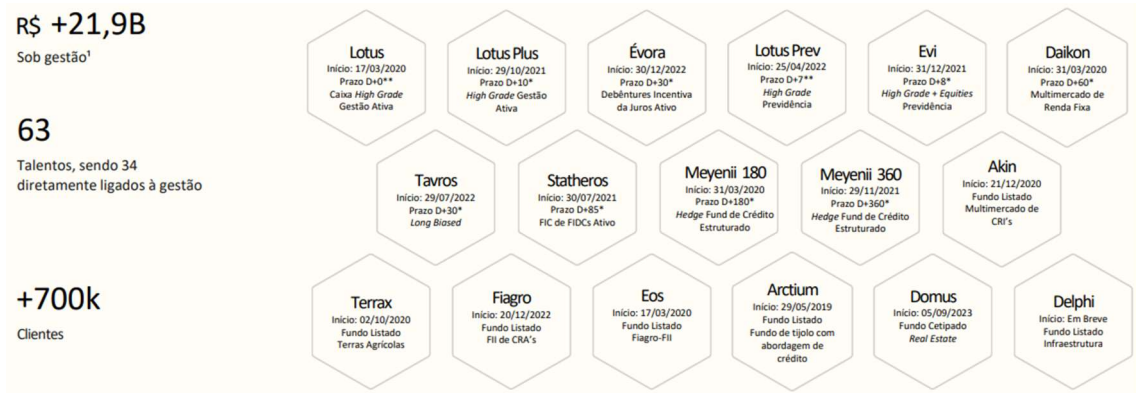 R$ +21,9B
Sob gestão¹
63
Talentos, sendo 34
diretamente ligados à gestão
+700k
Clientes
Lotus
Início: 17/03/2020
Prazo D+0**
Caixa High Grade
Gestão Ativa
Lotus Plus
Início: 29/10/2021
Prazo D+10*
High Grade Gestão
Ativa
Évora
Início: 30/12/2022
Prazo D+30*
Debêntures Incentiva
da Juros Ativo
Lotus Prev
Início: 25/04/2022
Prazo D+7**
High Grade
Previdência
Evi
Início: 31/12/2021
Prazo D+8*
High Grade + Equities
Previdência
Daikon
Início: 31/03/2020
Prazo D+60*
Multimercado de
Renda Fixa
Tavros
Início: 29/07/2022
Prazo D+30*
Long Biased
Statheros
Início: 30/07/2021
Prazo D+85*
FIC de FIDCs Ativo
Meyenii 180
Início: 31/03/2020
Prazo D+180*
Hedge Fund de Crédito
Estruturado
Meyenii 360
Início: 29/11/2021
Prazo D+360*
Hedge Fund de Crédito
Estruturado
Akin
Início: 21/12/2020
Fundo Listado
Multimercado de
CRI's
Terrax
Início: 02/10/2020
Fundo Listado
Terras Agrícolas
Fiagro
Início: 20/12/2022
Fundo Listado
FII de CRA's
Eos
Início: 17/03/2020
Fundo Listado
Fiagro-FII
Arctium
Início: 29/05/2019
Fundo Listado
Fundo de tijolo com
abordagem de
crédito
Domus
Início: 05/09/2023
Fundo Cetipado
Real Estate
Delphi
Início: Em Breve
Fundo Listado
Infraestrutura